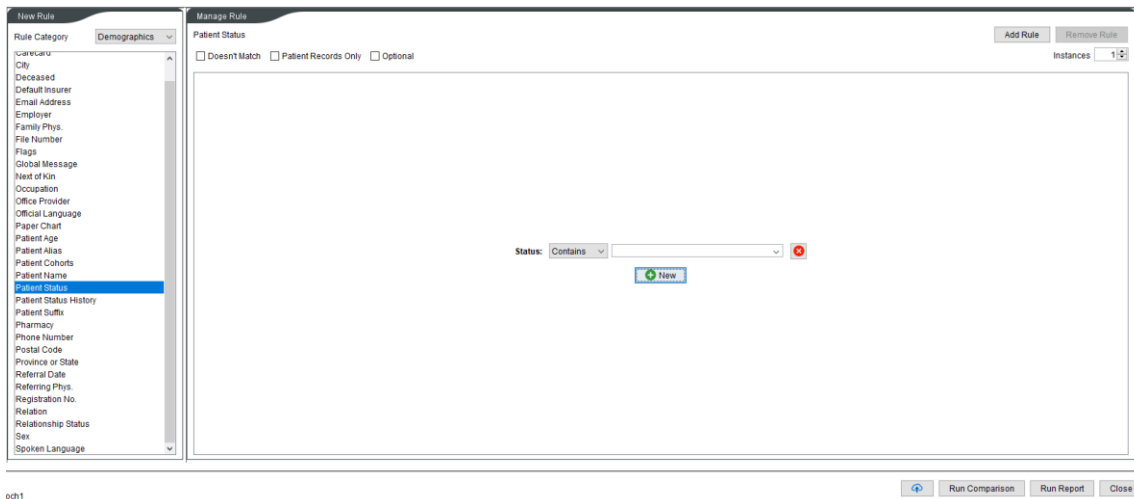 New Rule
Rule Category Demographics
Carecard
City
Deceased
Default Insurer
Email Address
Employer
Family Phys.
File Number
Flags
Global Message
Next of Kin
Occupation
Office Provider
Official Language
Paper Chart
Patient Age
Patient Alias
Patient Cohorts
Patient Name
Patient Status
Patient Status History
Patient Suffix
Pharmacy
Phone Number
Postal Code
Province or State
Referral Date
Referring Phys.
Registration No.
Relation
Relationship Status
Sex
Spoken Language
Manage Rule
Patient Status Add Rule Remove Rule
Doesn't Match Patient Records Only Optional Instances 1
Status: Contains
New
och1 Run Comparison Run Report Close